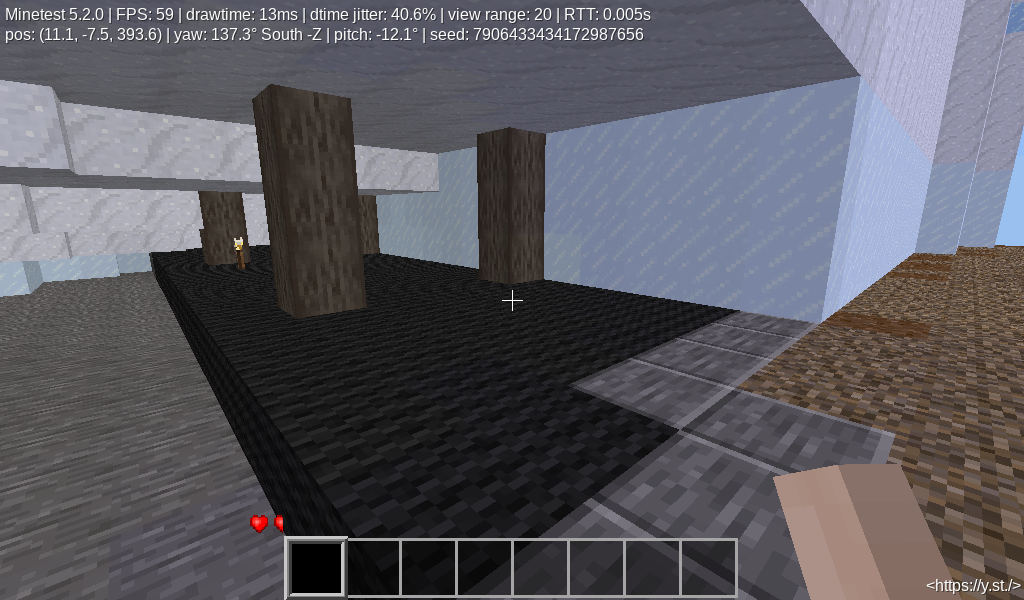 Minetest 5.2.0 | FPS: 59 | drawtime: 13ms | dtime jitter: 40.6% | view range: 20 | RTT: 0.005s
pos: (11.1, -7.5, 393.6) | yaw: 137.3° South -Z | pitch: -12.1° | seed: 7906433434172987656
<https://y.st./>